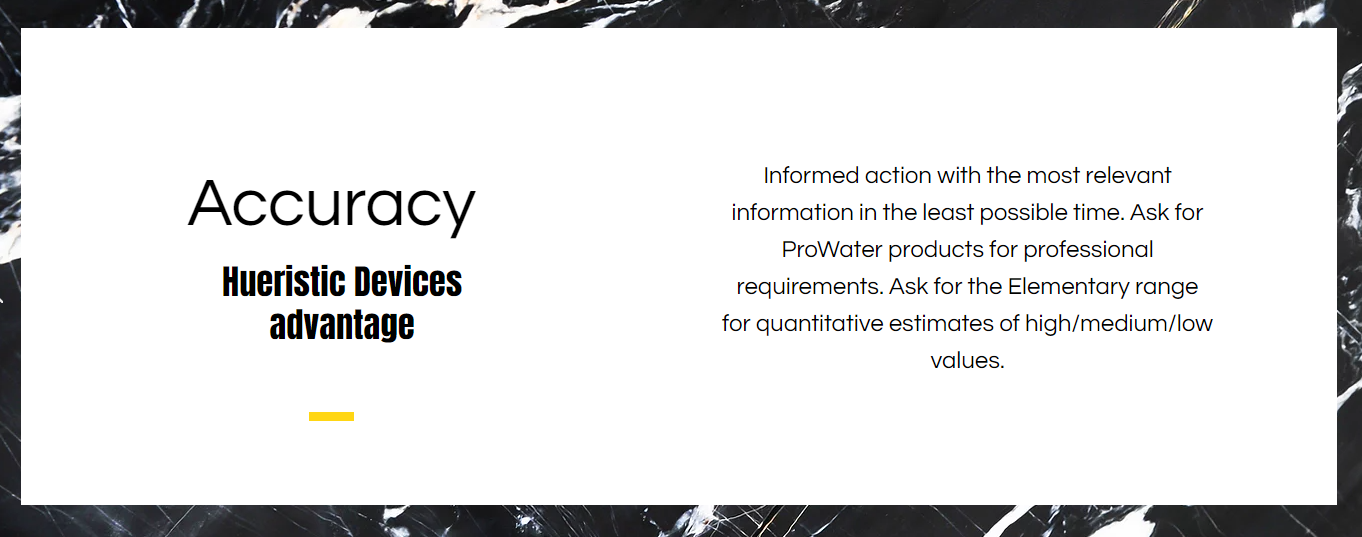 Accuracy
Hueristic Devices
advantage
Informed action with the most relevant
information in the least possible time. Ask for
ProWater products for professional
requirements. Ask for the Elementary range
for quantitative estimates of high/medium/low
values.